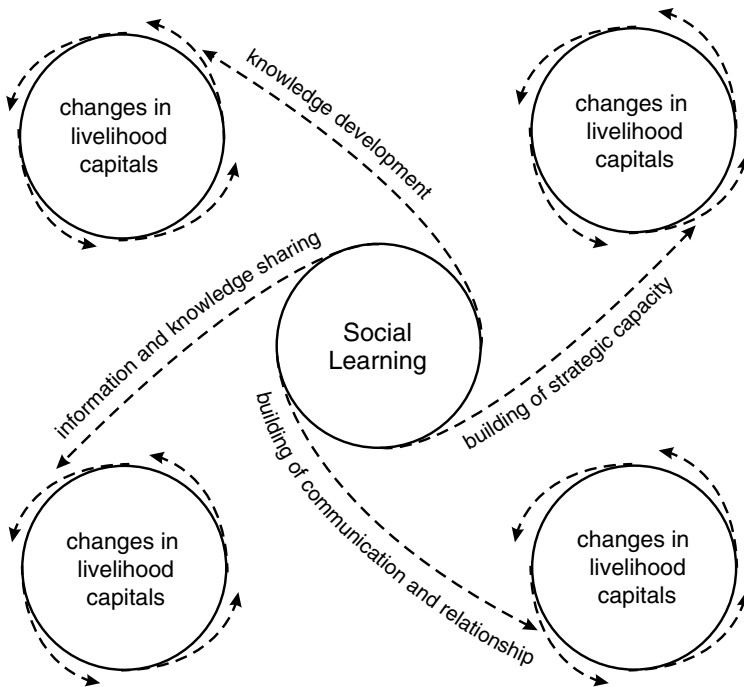 changes in
livelihood
capitals
knowledge development
changes in
livelihood
capitals
information and knowledge sharing
Social
Learning
building of strategic capacity
building of communication and relationship
changes in
livelihood
capitals
changes in
livelihood
capitals